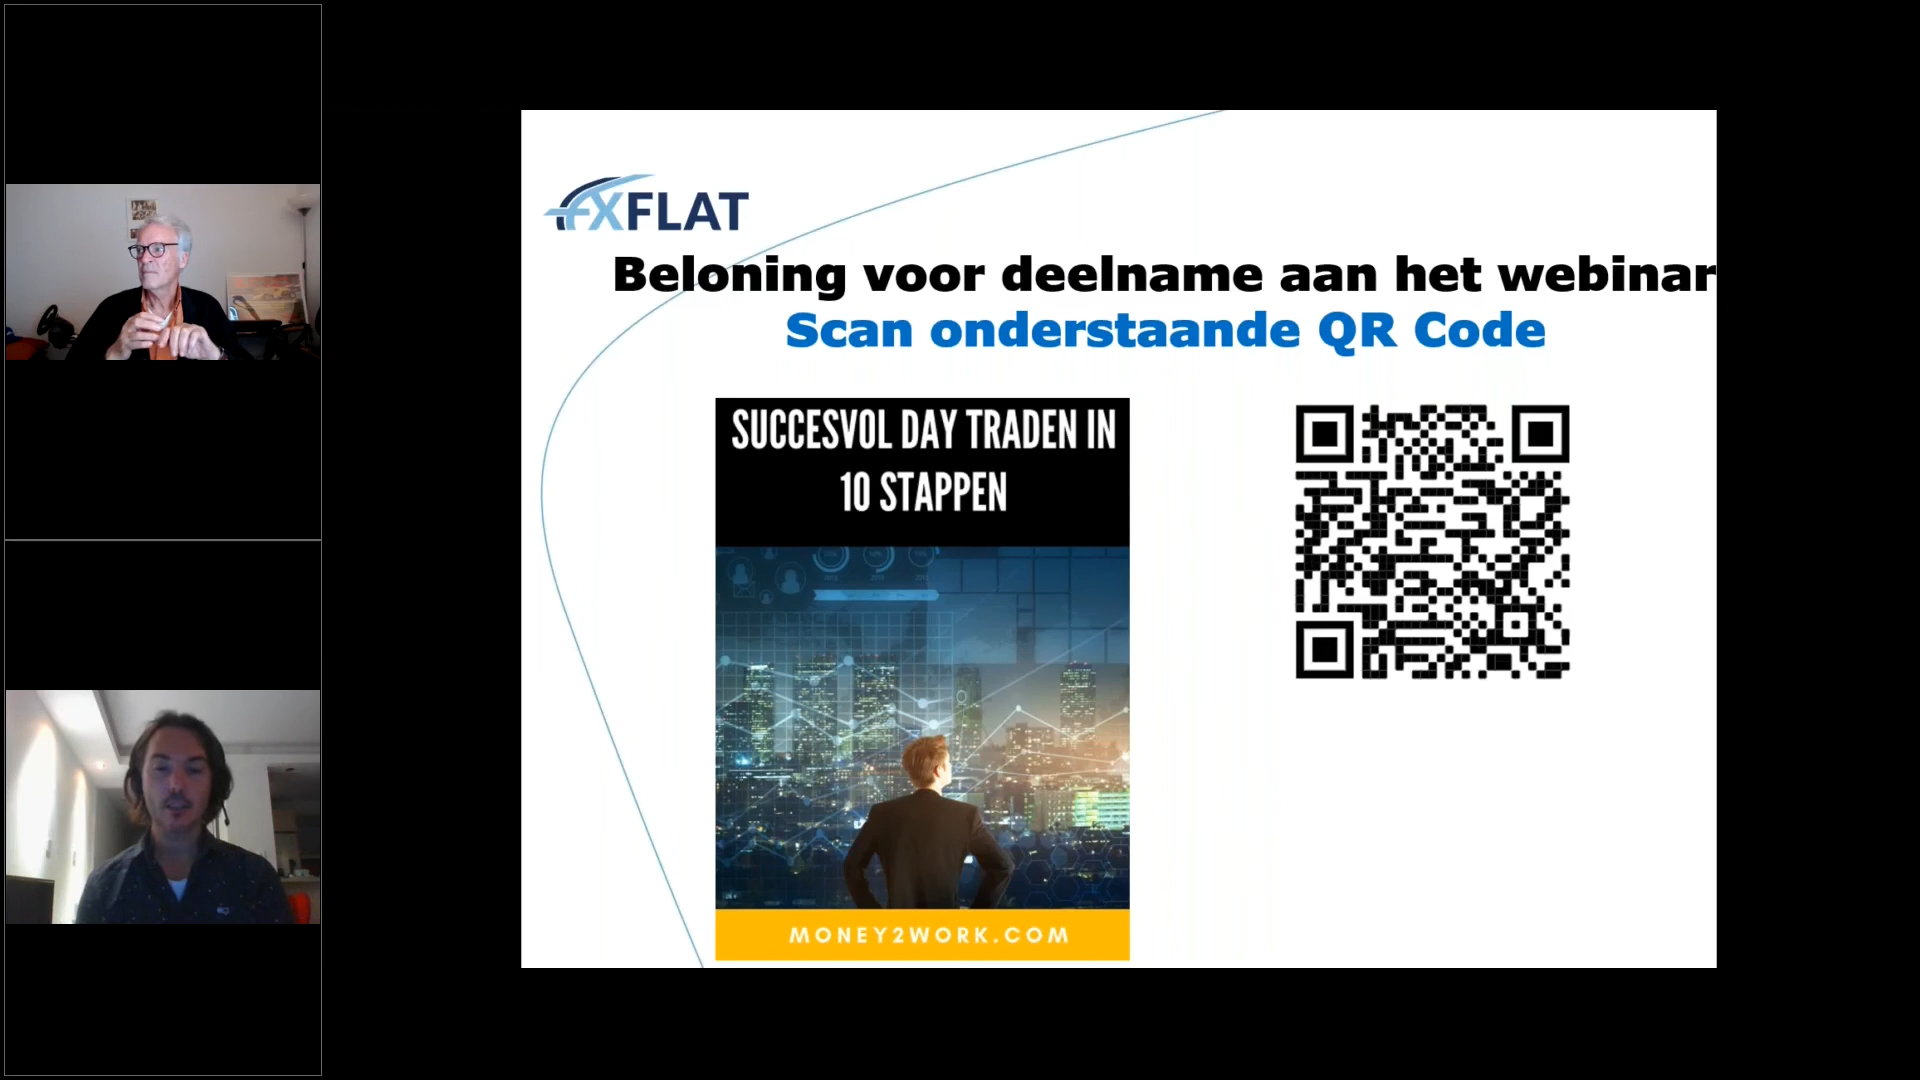 FXFLAT
Beloning voor deelname aan het webinar
Scan onderstaande QR Code
SUCCESVOL DAY TRADEN IN
10 STAPPEN
MONEY2WORK.COM